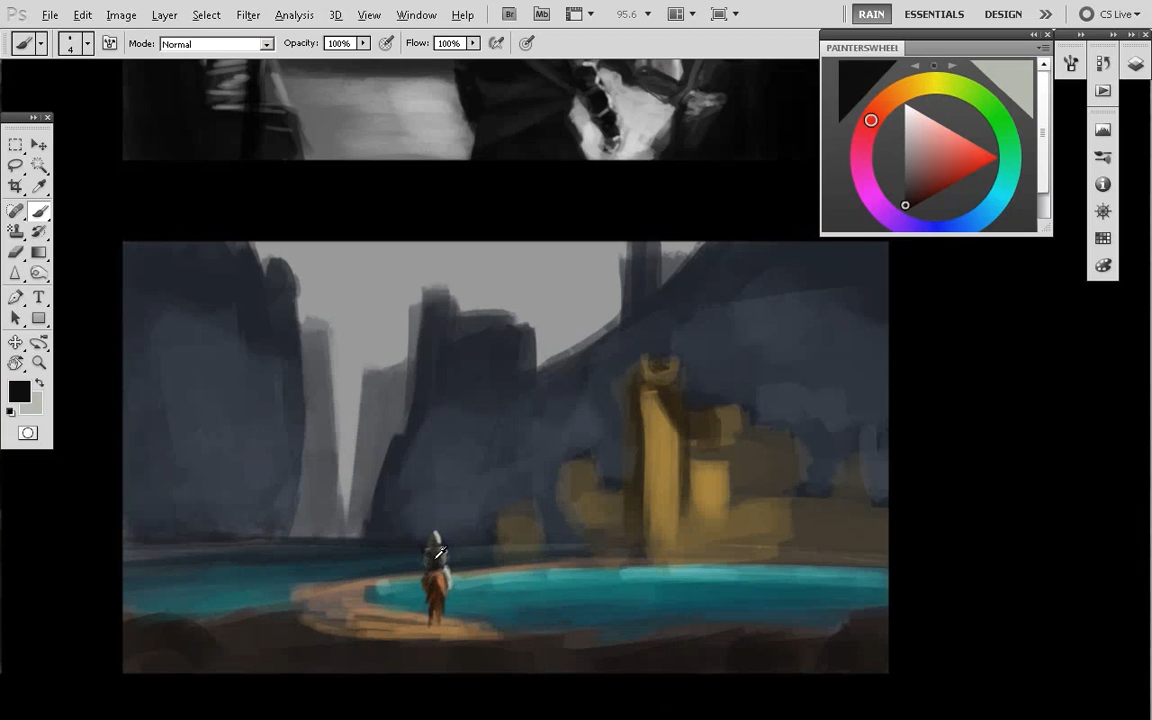 Ps File Edit Image Layer Select Filter Analysis 3D View Window Help Br Mb 95.6 RAIN ESSENTIALS DESIGN CS Live
4 Mode: Normal Opacity: 100% Flow: 100%
PAINTERSWHEEL
T